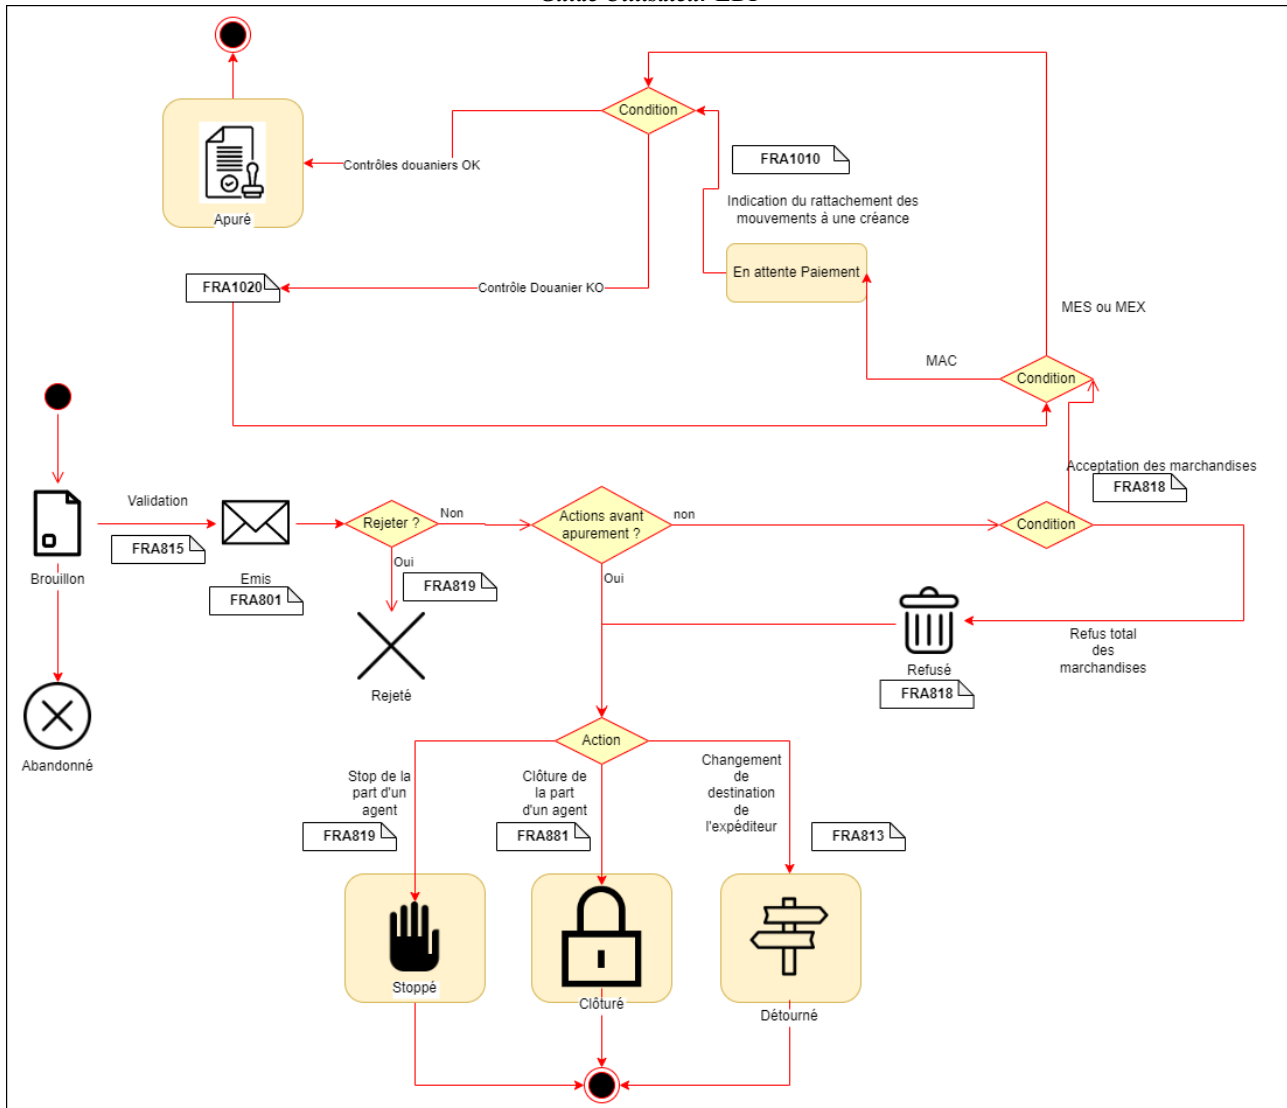 Guide Utilisateur EDI
Condition
Contrôles douaniers OK
FRA1010
Indication du rattachement des
mouvements à une créance
Apuré
En attente Paiement
FRA1020
Contrôle Douanier KO
MES ou MEX
MAC
Condition
Acceptation des marchandises
FRA818
Validation
FRA815
Brouillon
Emis
FRA801
Rejeter ?
Non
Oui
FRA819
Rejeté
Actions avant
apurement ?
non
Oui
Condition
Refus total
des
marchandises
Refusé
FRA818
Abandonné
Action
Stop de la
part d'un
agent
FRA819
Clôture de
la part
d'un agent
FRA881
Changement
de
destination
de
l'expéditeur
FRA813
Stoppé
Clôturé
Détourné